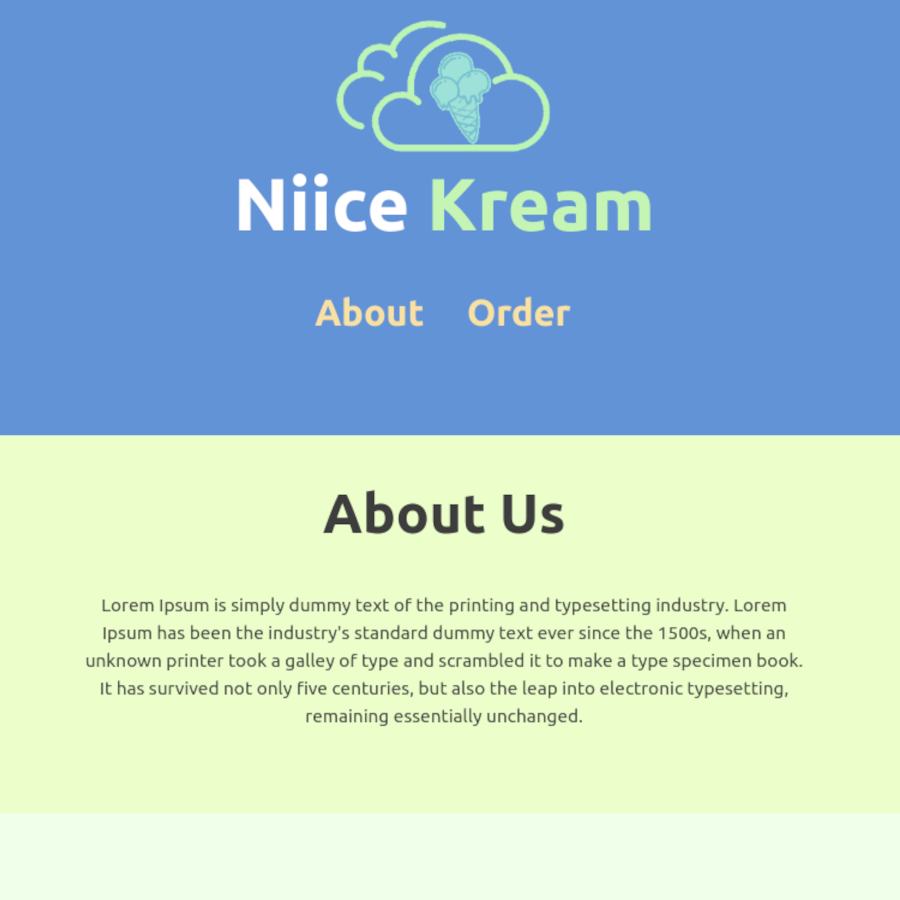 Niice Kream
About Order
About Us
Lorem Ipsum is simply dummy text of the printing and typesetting industry. Lorem
Ipsum has been the industry's standard dummy text ever since the 1500s, when an
unknown printer took a galley of type and scrambled it to make a type specimen book.
It has survived not only five centuries, but also the leap into electronic typesetting,
remaining essentially unchanged.